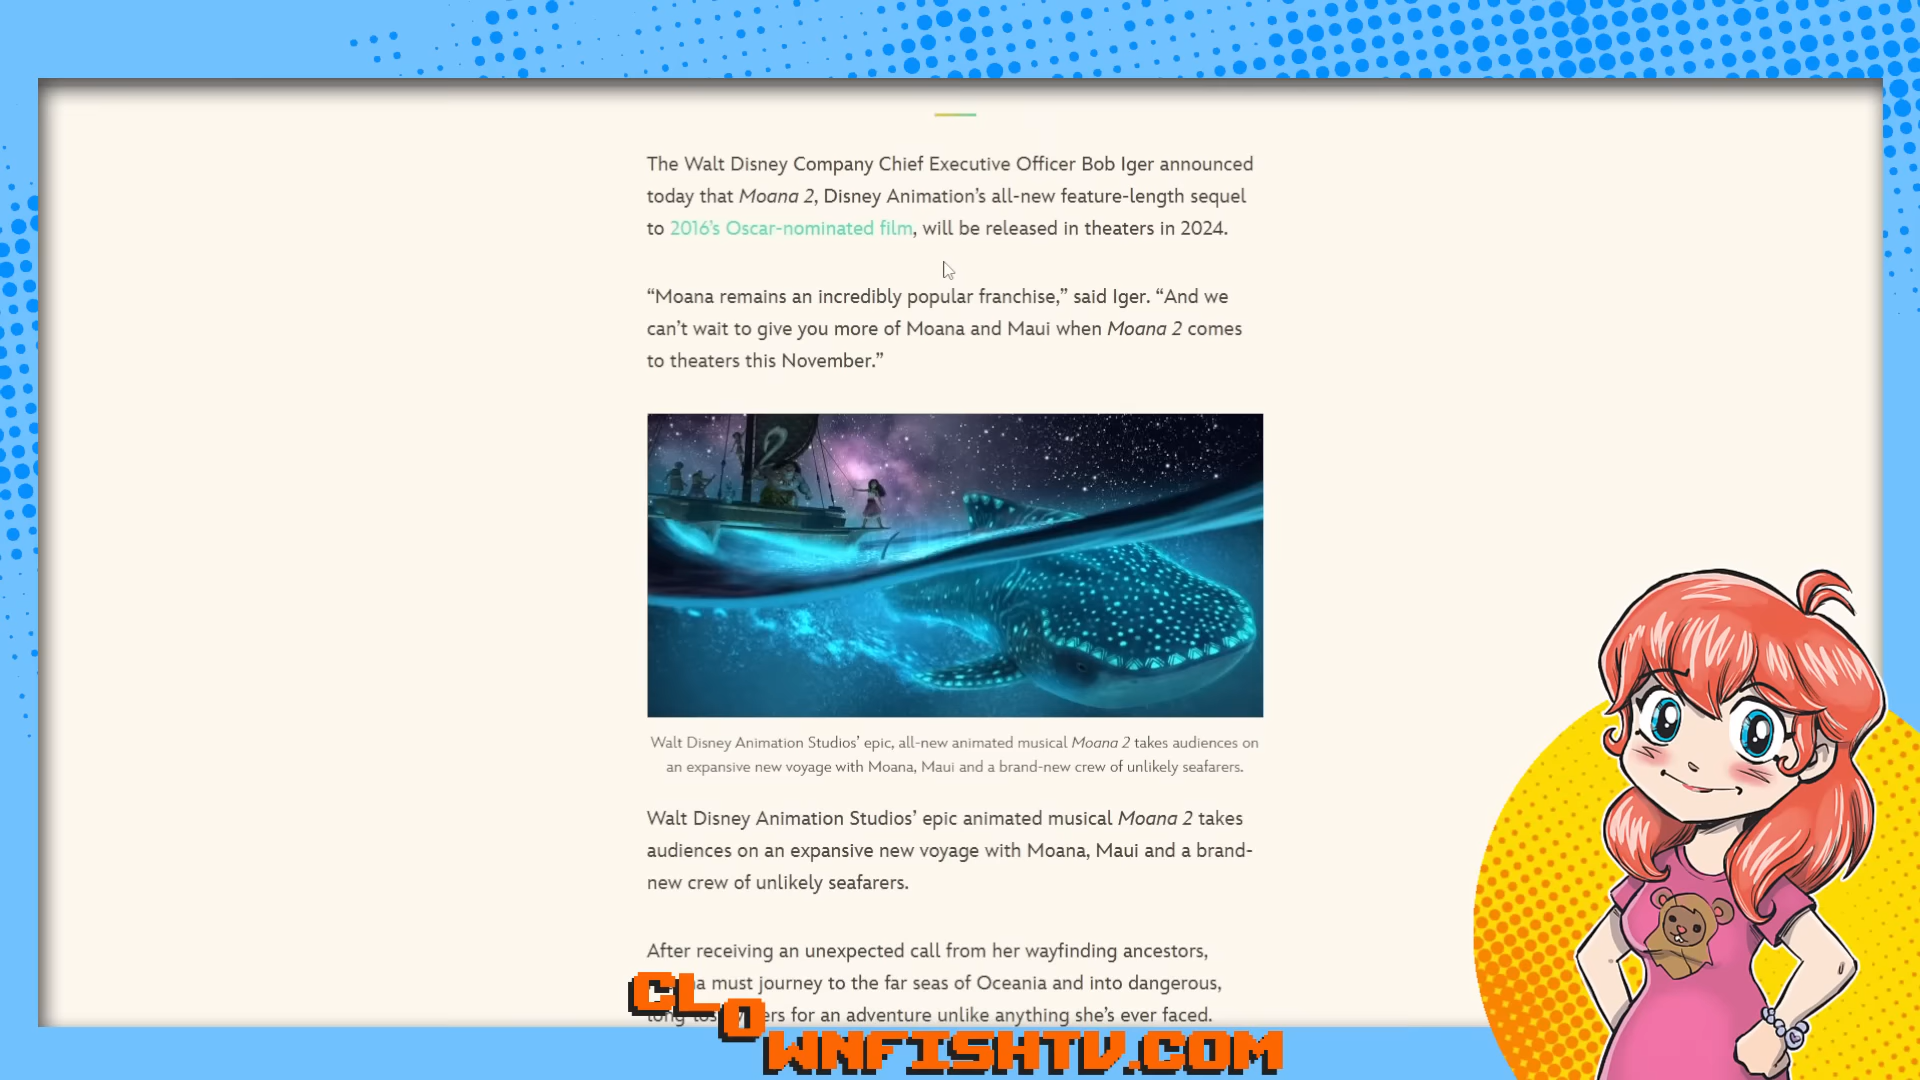 The Walt Disney Company Chief Executive Officer Bob Iger announced
today that Moana 2, Disney Animation’s all-new feature-length sequel
to 2016’s Oscar-nominated film, will be released in theaters in 2024.
“Moana remains an incredibly popular franchise,” said Iger. “And we
can’t wait to give you more of Moana and Maui when Moana 2 comes
to theaters this November.”
Walt Disney Animation Studios’ epic, all-new animated musical Moana 2 takes audiences on
an expansive new voyage with Moana, Maui and a brand-new crew of unlikely seafarers.
Walt Disney Animation Studios’ epic animated musical Moana 2 takes
audiences on an expansive new voyage with Moana, Maui and a brand-
new crew of unlikely seafarers.
After receiving an unexpected call from her wayfinding ancestors,
must journey to the far seas of Oceania and into dangerous,
for an adventure unlike anything she’s ever faced.
CLOWNFISHTV.COM